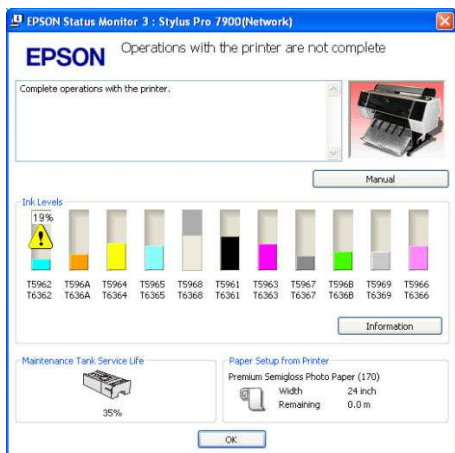 EPSON Status Monitor 3 : Stylus Pro 7900(Network)
EPSON
Operations with the printer are not complete
Complete operations with the printer.
Manual
Ink Levels
19%
T5962 T596A T5964 T5965 T5968 T5961 T5963 T5967 T596B T5969 T5966
T6362 T636A T6364 T6365 T6368 T6361 T6363 T6367 T636B T6369 T6366
Information
Maintenance Tank Service Life
35%
Paper Setup from Printer
Premium Semigloss Photo Paper (170)
Width 24 inch
Remaining 0.0 m
OK